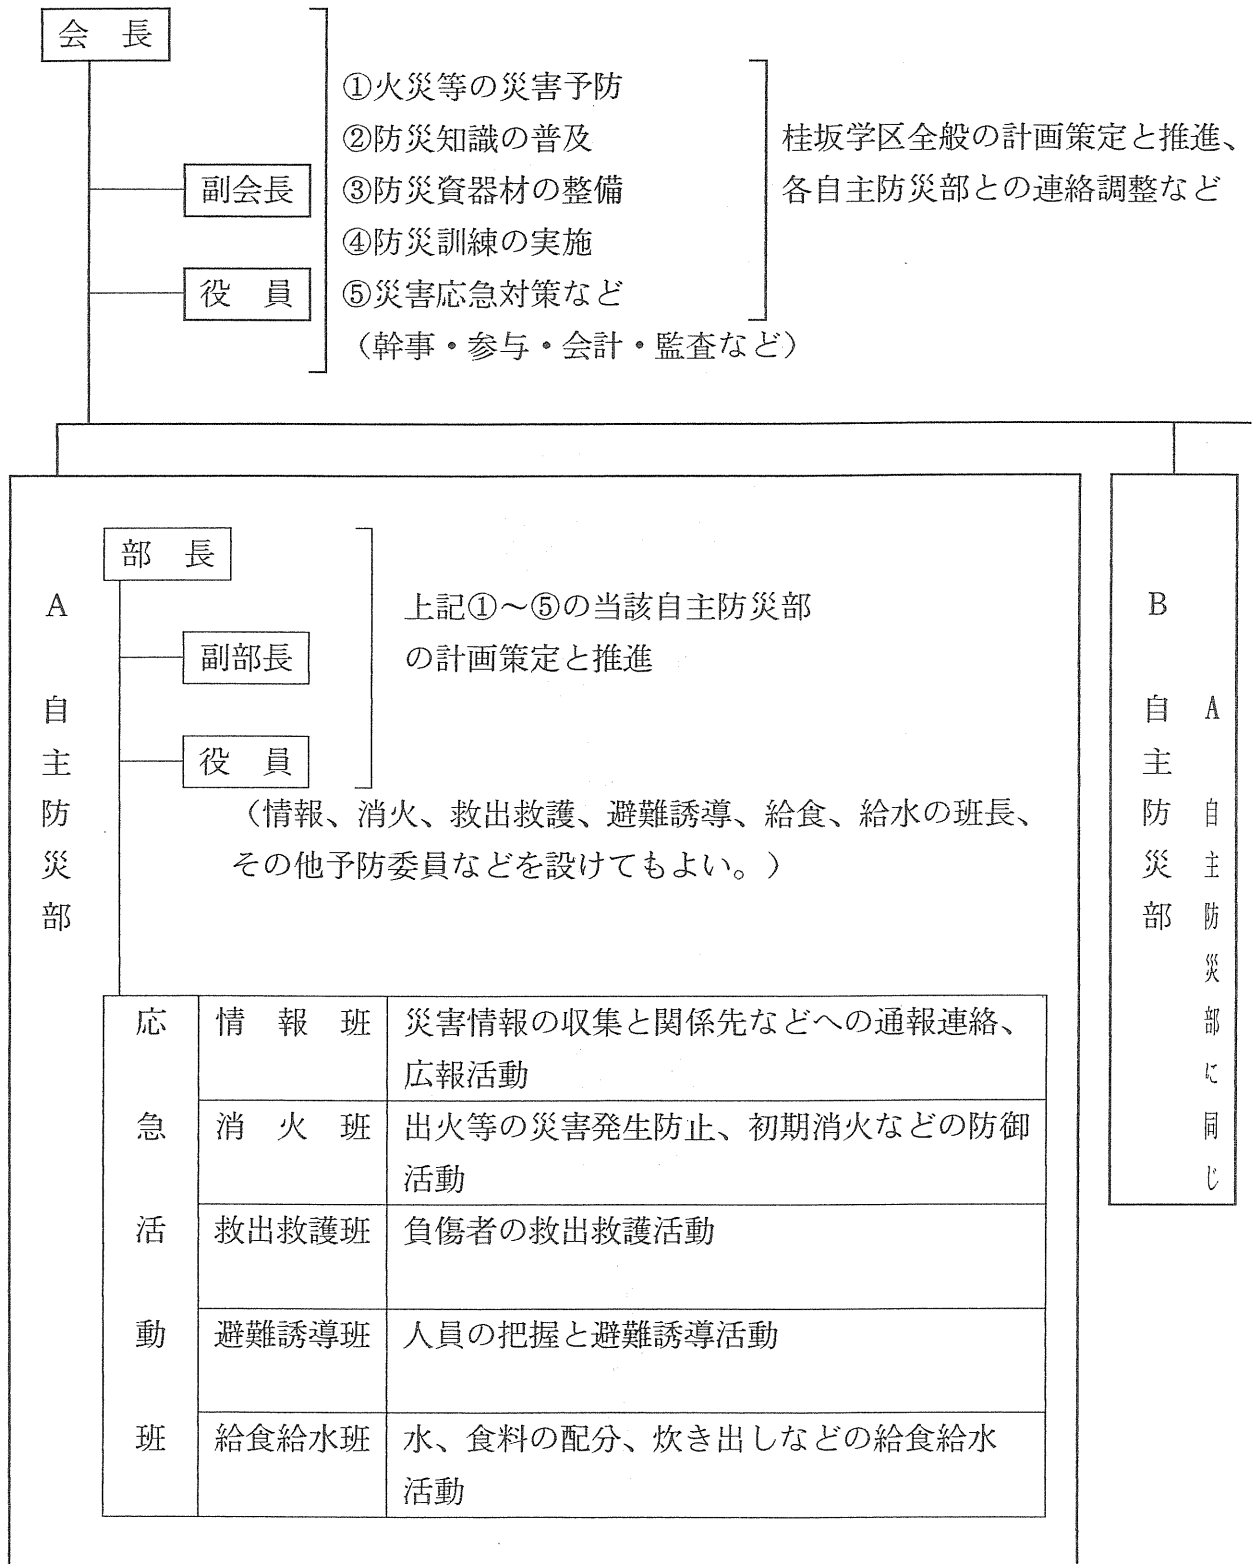 会　長
①火災等の災害予防
②防災知識の普及
副会長
③防災資器材の整備
④防災訓練の実施
役　員
⑤災害応急対策など
（幹事・参与・会計・監査など）
桂坂学区全般の計画策定と推進、
各自主防災部との連絡調整など
A　自主防災部
部　長
副部長
役　員
上記①～⑤の当該自主防災部
の計画策定と推進
（情報、消火、救出救護、避難誘導、給食、給水の班長、
その他予防委員などを設けてもよい。）
応急活動班
情　報　班
災害情報の収集と関係先などへの通報連絡、
広報活動
消　火　班
出火等の災害発生防止、初期消火などの防御
活動
救出救護班
負傷者の救出救護活動
避難誘導班
人員の把握と避難誘導活動
給食給水班
水、食料の配分、炊き出しなどの給食給水
活動
B　自主防災部
A　自主防災部に同じ